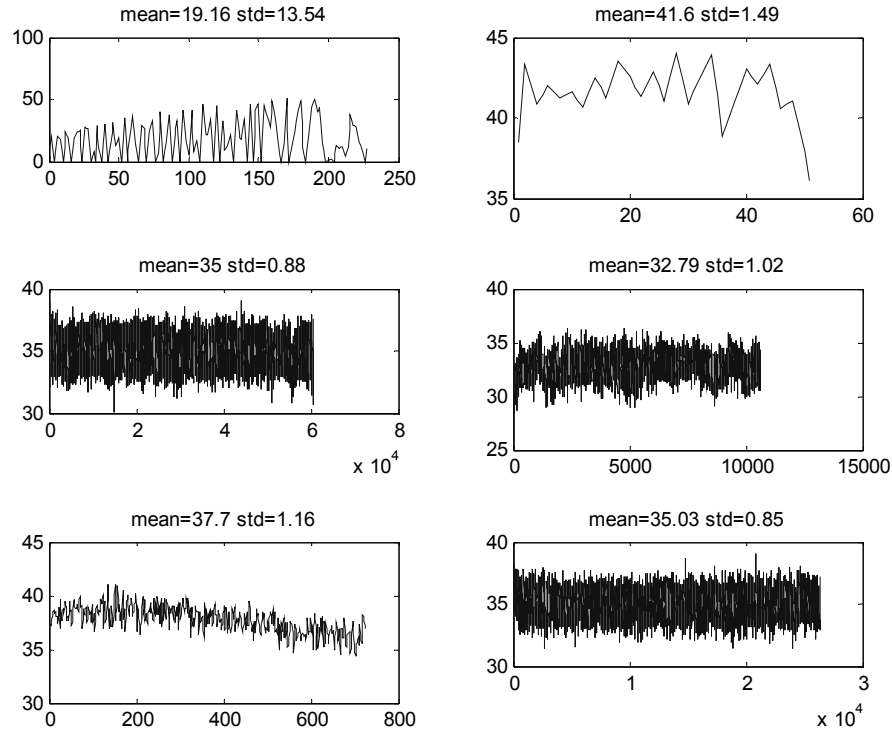 mean=19.16 std=13.54
100
50
0
0 50 100 150 200 250
mean=41.6 std=1.49
45
40
35
0 20 40 60
mean=35 std=0.88
40
35
30
0 2 4 6 8
x 10^4
mean=32.79 std=1.02
40
35
30
25
0 5000 10000 15000
mean=37.7 std=1.16
45
40
35
30
0 200 400 600 800
mean=35.03 std=0.85
40
35
30
0 1 2 3
x 10^4